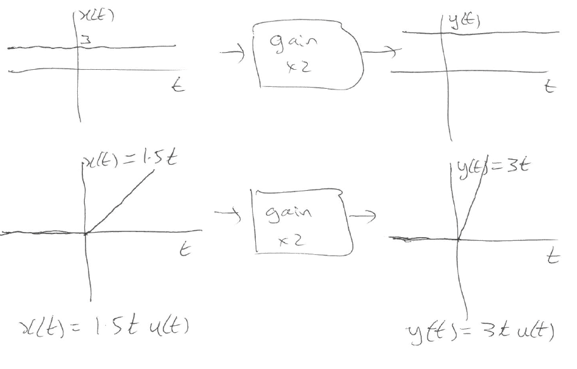 x(t)
y(t)
3
gain
x2
t
t
x(t) = 1.5t
y(t) = 3t
gain
x2
t
t
x(t) = 1.5t u(t)
y(t) = 3t u(t)